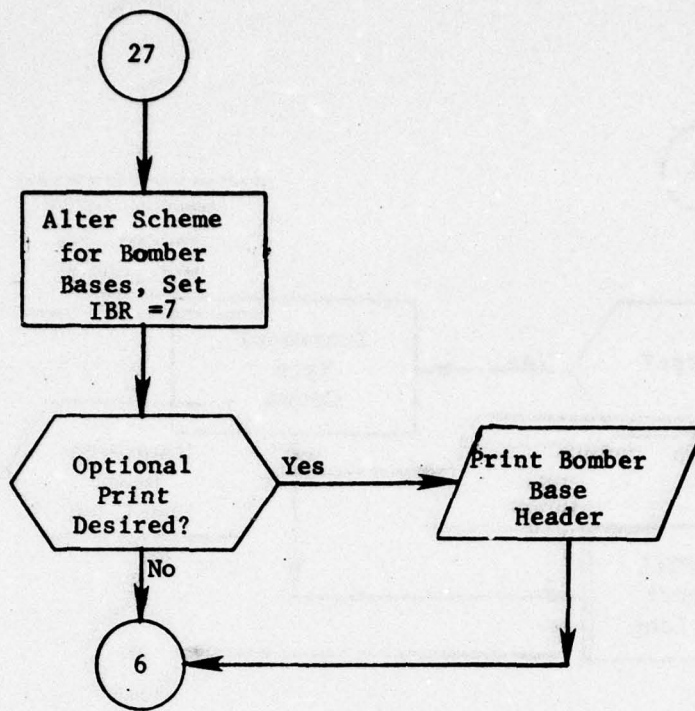 27
Alter Scheme
for Bomber
Bases, Set
IBR =7
Optional
Print
Desired?
Yes
Print Bomber
Base
Header
No
6